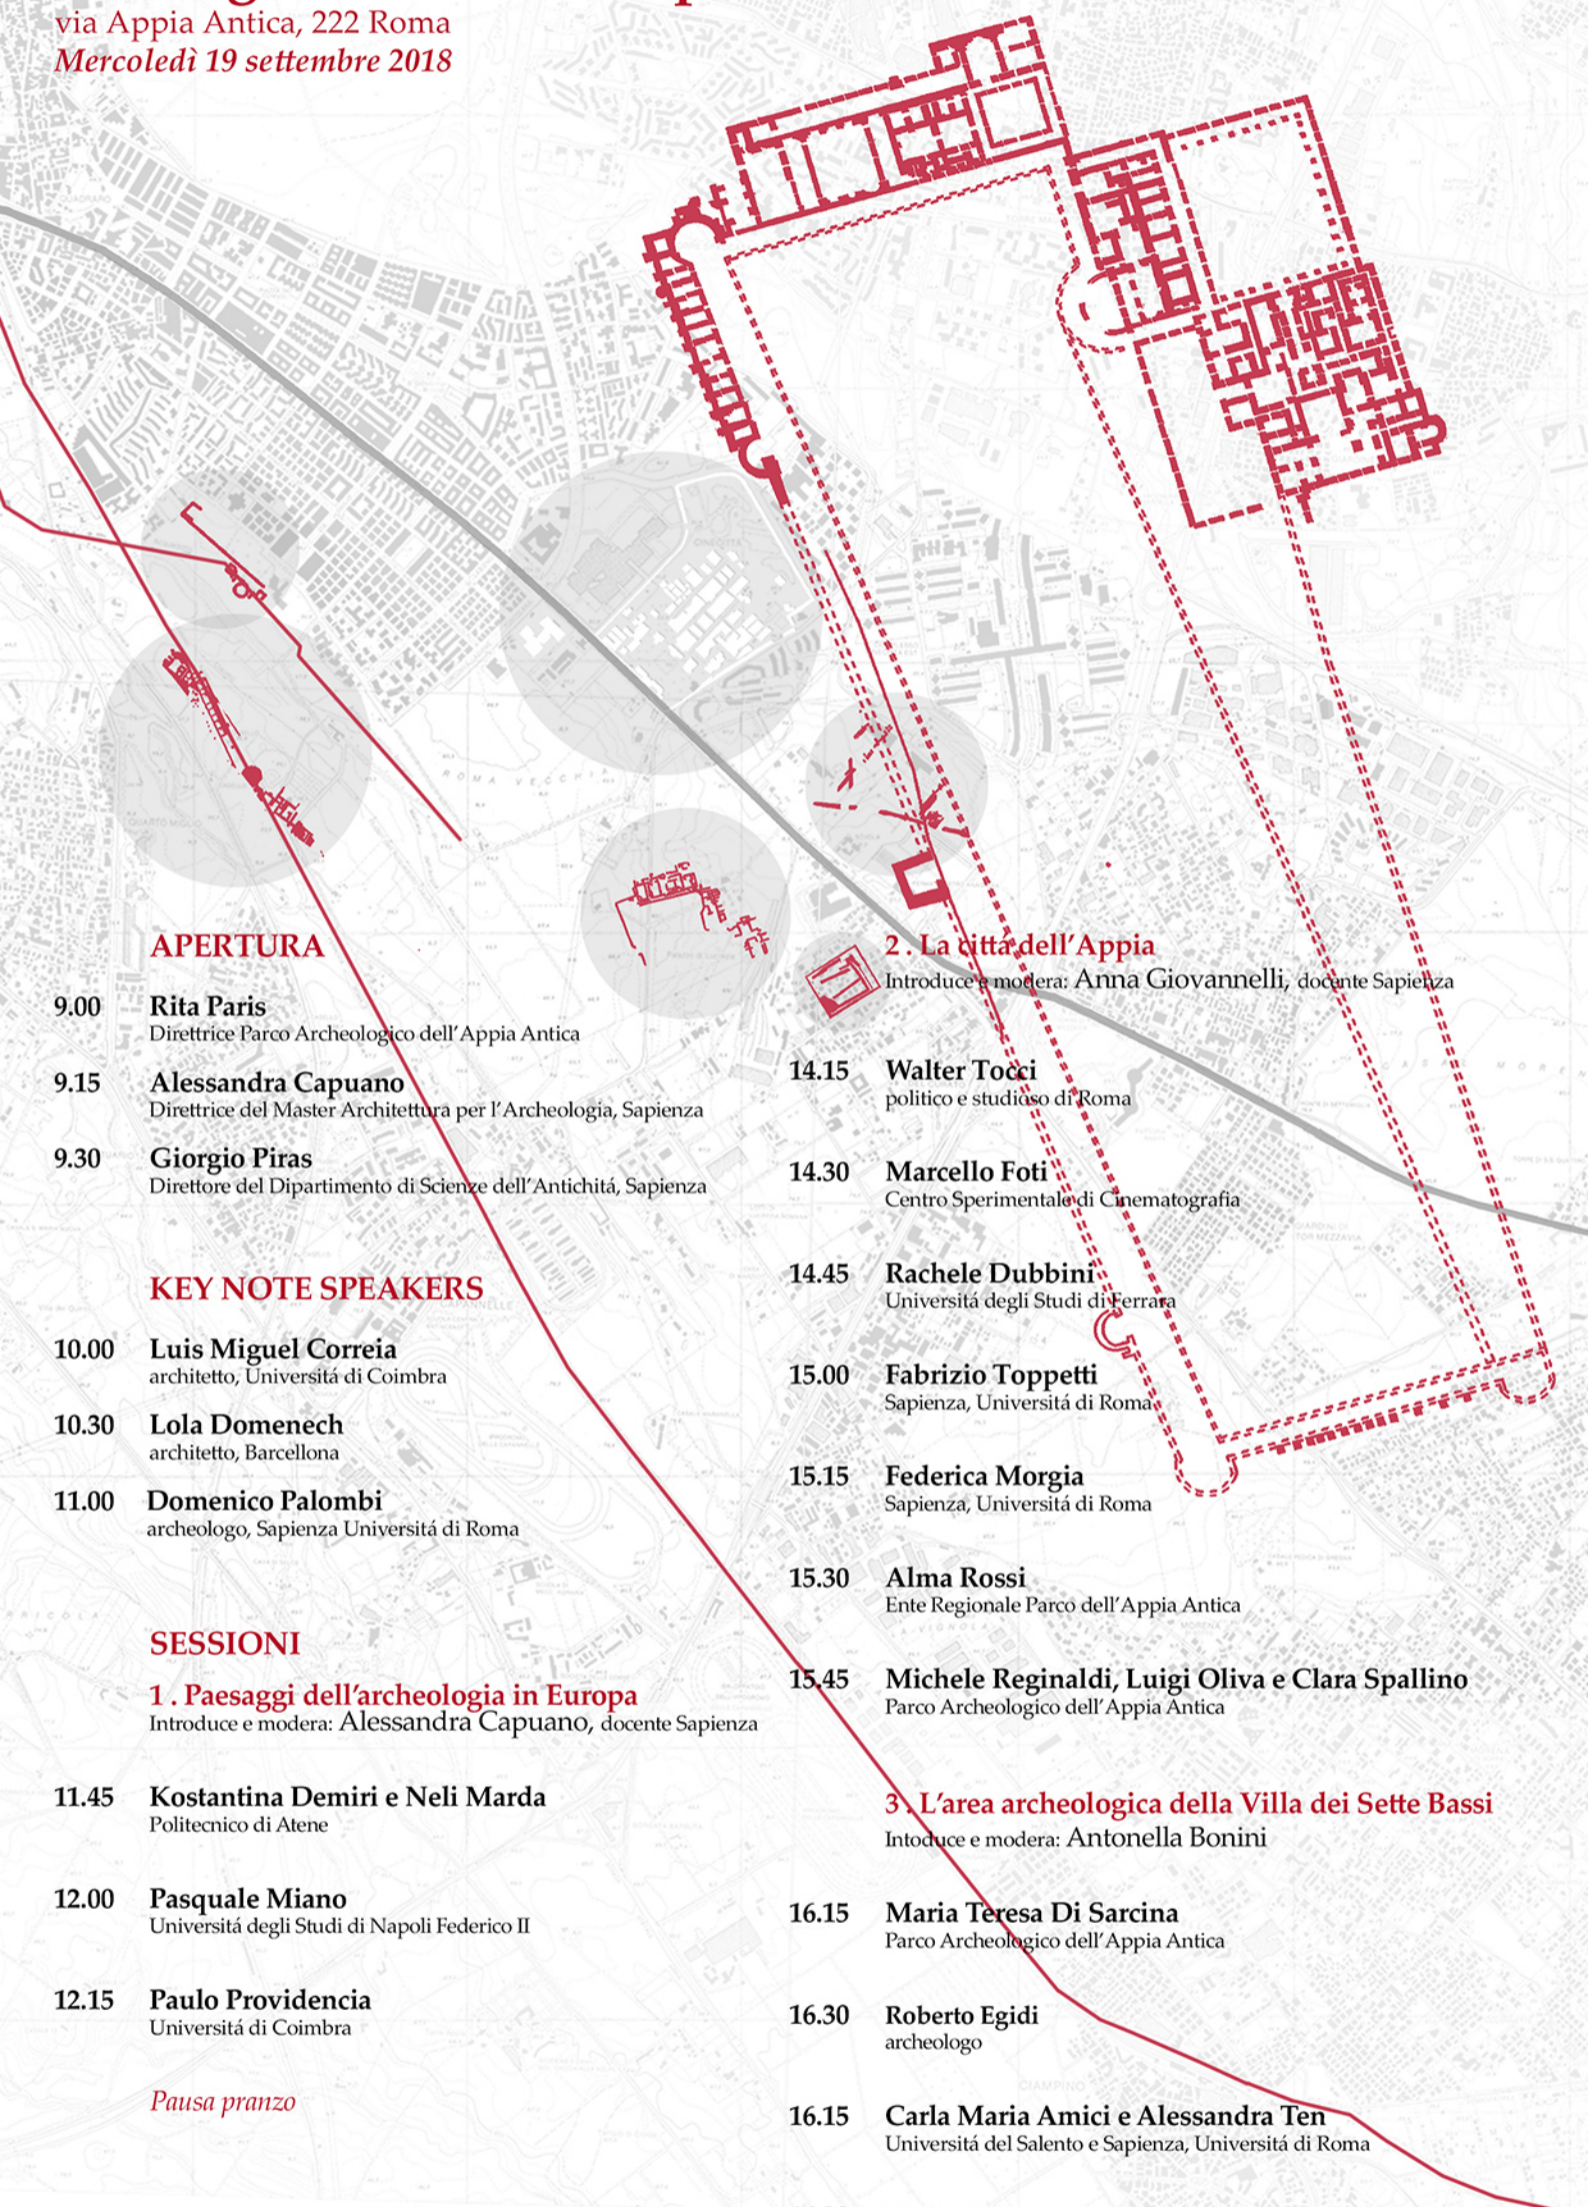 via Appia Antica, 222 Roma
Mercoledì 19 settembre 2018
APERTURA
9.00 Rita Paris
Direttrice Parco Archeologico dell'Appia Antica
9.15 Alessandra Capuano
Direttrice del Master Architettura per l'Archeologia, Sapienza
9.30 Giorgio Piras
Direttore del Dipartimento di Scienze dell'Antichitá, Sapienza
KEY NOTE SPEAKERS
10.00 Luis Miguel Correia
architetto, Universitá di Coimbra
10.30 Lola Domenech
architetto, Barcellona
11.00 Domenico Palombi
archeologo, Sapienza Universitá di Roma
SESSIONI
1 . Paesaggi dell'archeologia in Europa
Introduce e modera: Alessandra Capuano, docente Sapienza
11.45 Kostantina Demiri e Neli Marda
Politecnico di Atene
12.00 Pasquale Miano
Universitá degli Studi di Napoli Federico II
12.15 Paulo Providencia
Universitá di Coimbra
Pausa pranzo
2 . La cittá dell'Appia
Introduce e modera: Anna Giovannelli, docente Sapienza
14.15 Walter Tocci
politico e studioso di Roma
14.30 Marcello Foti
Centro Sperimentale di Cinematografia
14.45 Rachele Dubbini
Universitá degli Studi di Ferrara
15.00 Fabrizio Toppetti
Sapienza, Universitá di Roma
15.15 Federica Morgia
Sapienza, Universitá di Roma
15.30 Alma Rossi
Ente Regionale Parco dell'Appia Antica
15.45 Michele Reginaldi, Luigi Oliva e Clara Spallino
Parco Archeologico dell'Appia Antica
3 . L'area archeologica della Villa dei Sette Bassi
Intoduce e modera: Antonella Bonini
16.15 Maria Teresa Di Sarcina
Parco Archeologico dell'Appia Antica
16.30 Roberto Egidi
archeologo
16.15 Carla Maria Amici e Alessandra Ten
Universitá del Salento e Sapienza, Universitá di Roma
ROMA VECCHIA
CAPANNELLE
CIAMPINO